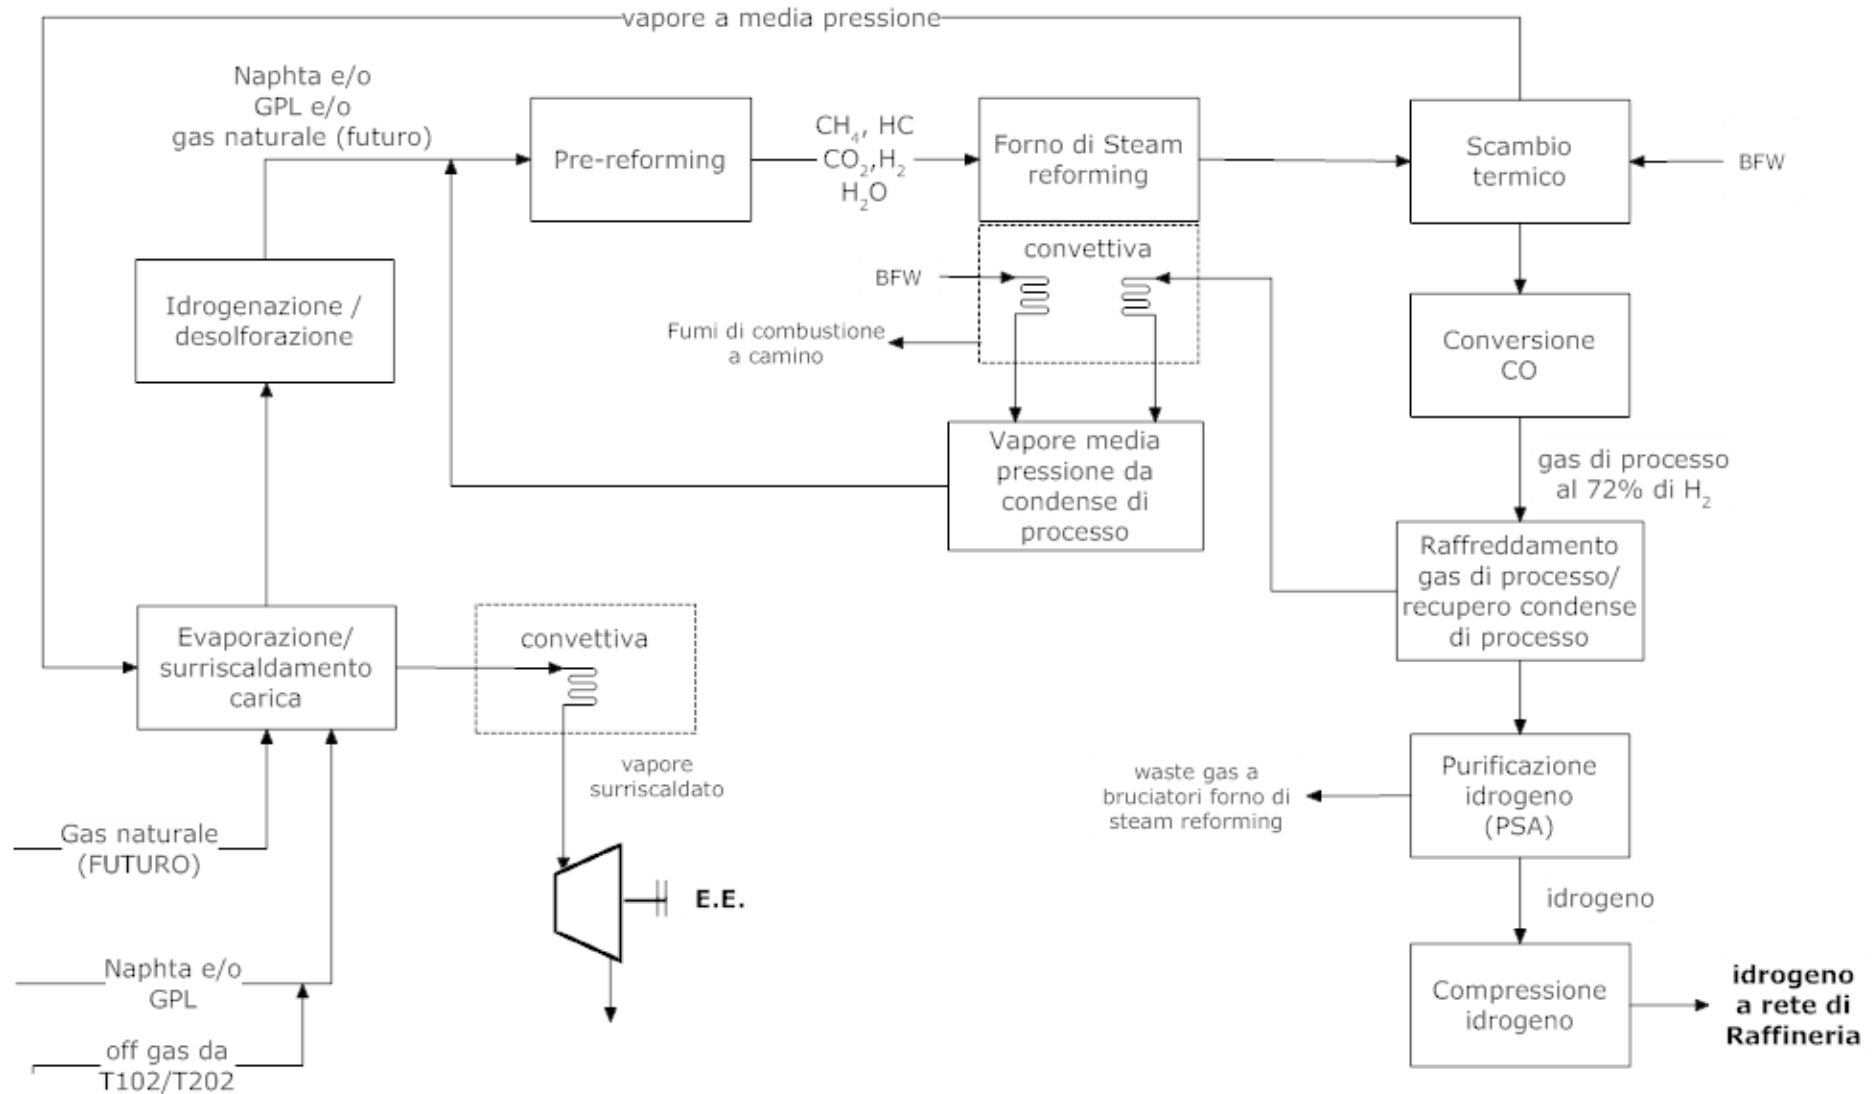 vapore a media pressione
Naphta e/o
GPL e/o
gas naturale (futuro)
Pre-reforming
CH₄, HC
CO₂,H₂
H₂O
Forno di Steam
reforming
Scambio
termico
BFW
convettiva
BFW
Fumi di combustione
a camino
Idrogenazione /
desolforazione
Conversione
CO
Vapore media
pressione da
condense di
processo
gas di processo
al 72% di H₂
Raffreddamento
gas di processo/
recupero condense
di processo
Evaporazione/
surriscaldamento
carica
convettiva
vapore
surriscaldato
waste gas a
bruciatori forno di
steam reforming
Purificazione
idrogeno
(PSA)
Gas naturale
(FUTURO)
E.E.
idrogeno
Naphta e/o
GPL
Compressione
idrogeno
idrogeno
a rete di
Raffineria
off gas da
T102/T202